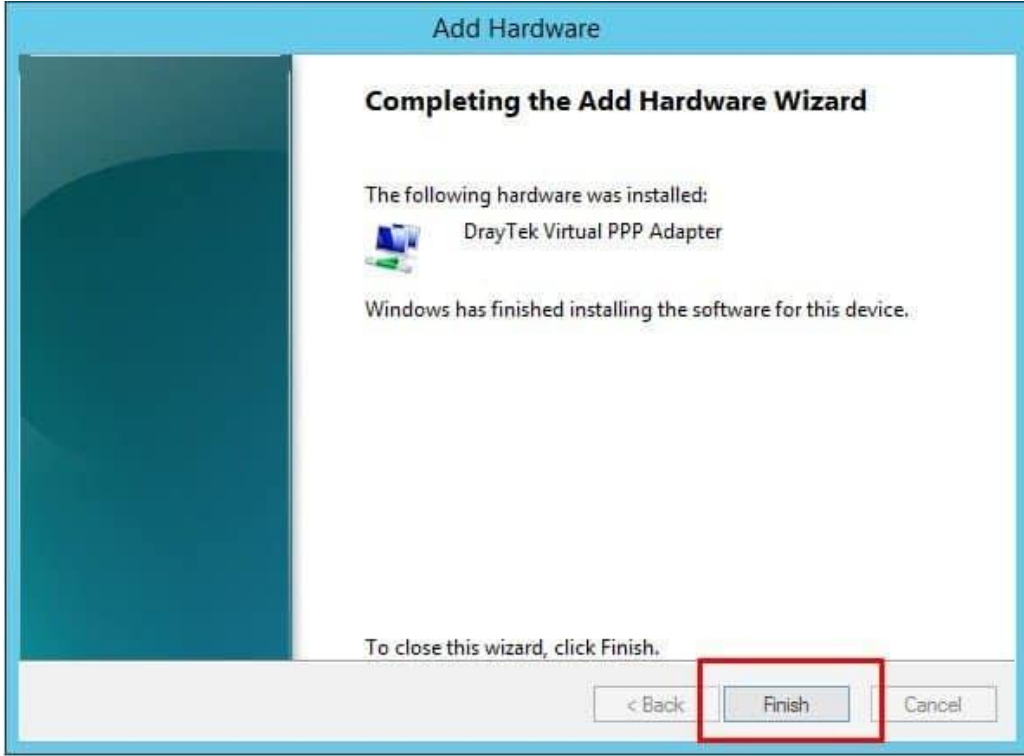 Add Hardware
Completing the Add Hardware Wizard
The following hardware was installed:
DrayTek Virtual PPP Adapter
Windows has finished installing the software for this device.
To close this wizard, click Finish.
< Back
Finish
Cancel